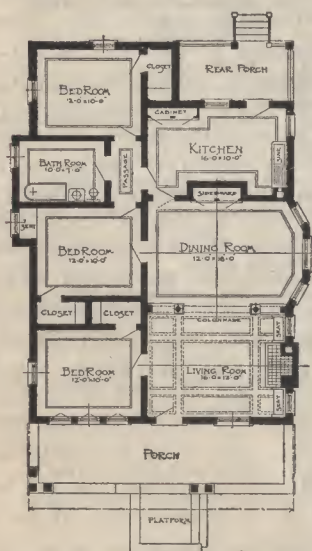 BED ROOM
12-0"×10-0"
CLOSET
REAR PORCH
CABINET
KITCHEN
16-0×10-0"
SINK
BATH ROOM
10-0×7-0"
PASSAGE
SIDEBOARD
SEAT
BED ROOM
12-0"×10-0"
DINING ROOM
12-0"×16-0
CLOSET
CLOSET
COLONNADE
SEAT
BED ROOM
12-0"×10-0"
LIVING ROOM
16-0"×12-0"
SEAT
PORCH
PLATFORM